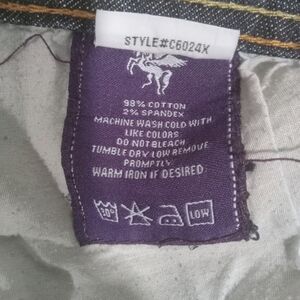 STYLE#C6024X
98% COTTON
2% SPANDEX
MACHINE WASH COLD WITH
LIKE COLORS
DO NOT BLEACH
TUMBLE DRY LOW REMOVE
PROMPTLY
WARM IRON IF DESIRED
30°
LOW